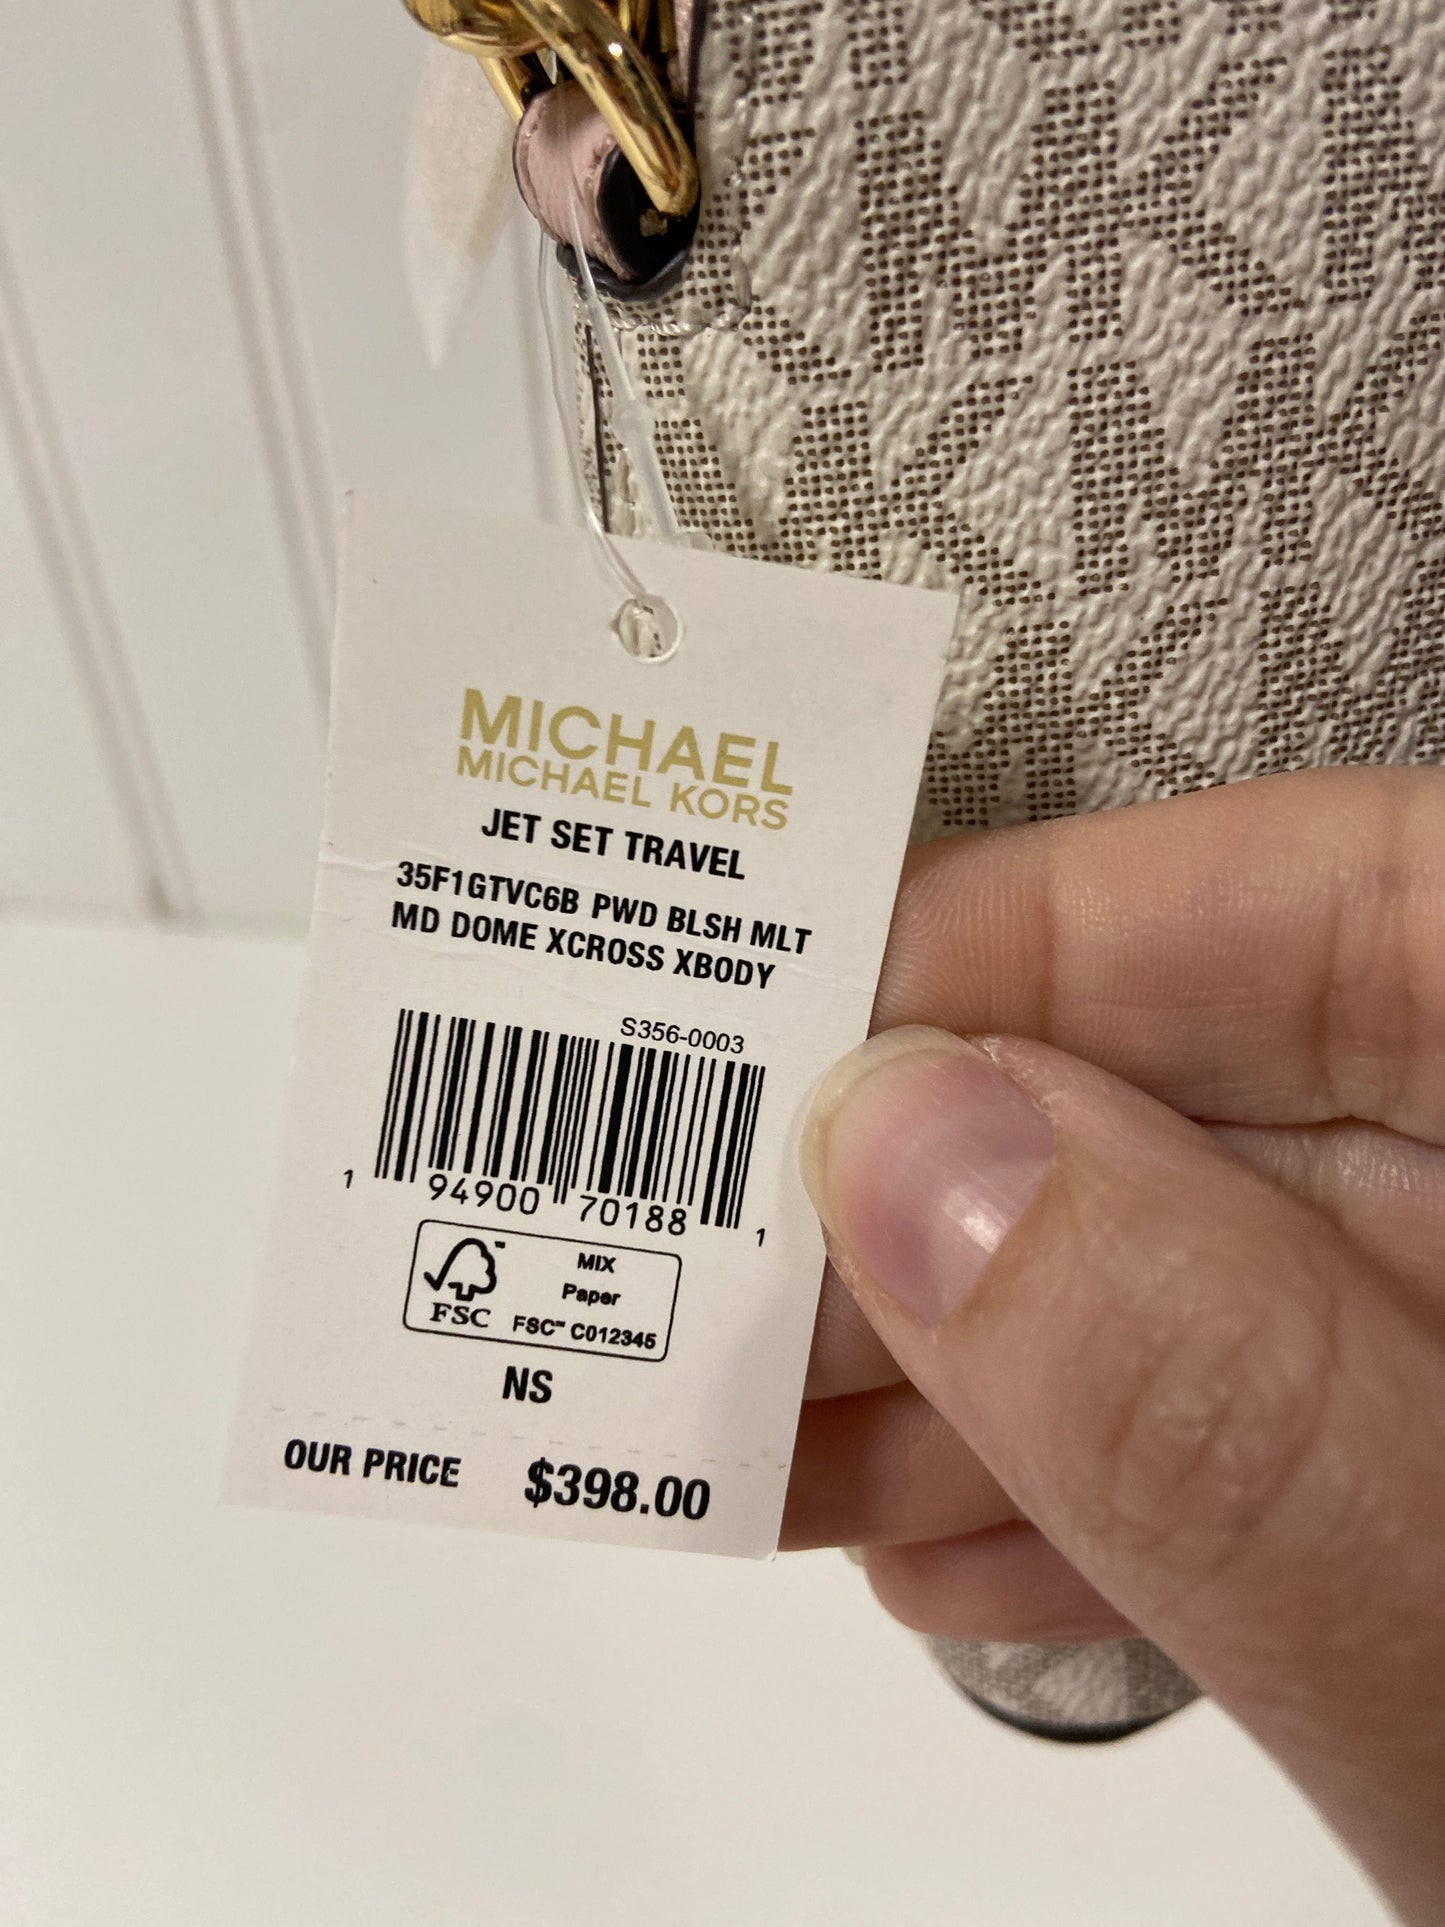 MICHAEL
MICHAEL KORS
JET SET TRAVEL
35F1GTVC6B PWD BLSH MLT
MD DOME XCROSS XBODY
S356-0003
1 94900 70188 1
MIX
Paper
FSC FSC™ C012345
NS
OUR PRICE $398.00